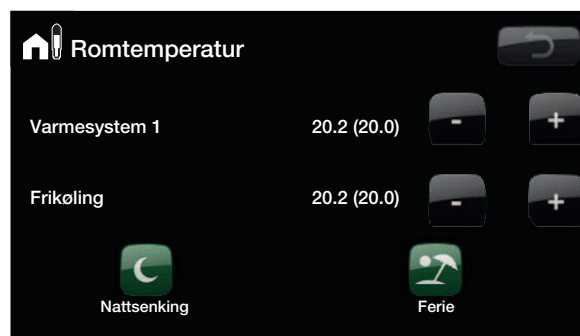 Romtemperatur
Varmesystem 1 20.2 (20.0) - +
Frikøling 20.2 (20.0) - +
Nattsenking Ferie